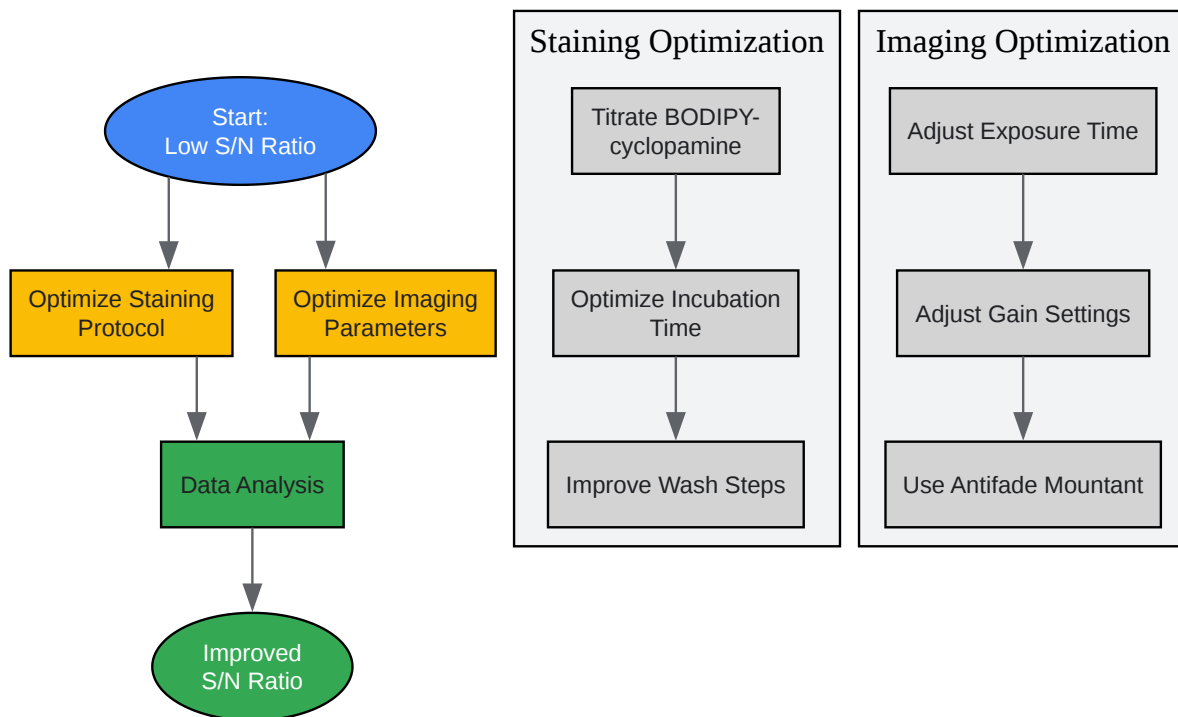 Start:
Low S/N Ratio
Optimize Staining
Protocol
Optimize Imaging
Parameters
Data Analysis
Improved
S/N Ratio
Staining Optimization
Titrate BODIPY-
cyclopamine
Optimize Incubation
Time
Improve Wash Steps
Imaging Optimization
Adjust Exposure Time
Adjust Gain Settings
Use Antifade Mountant